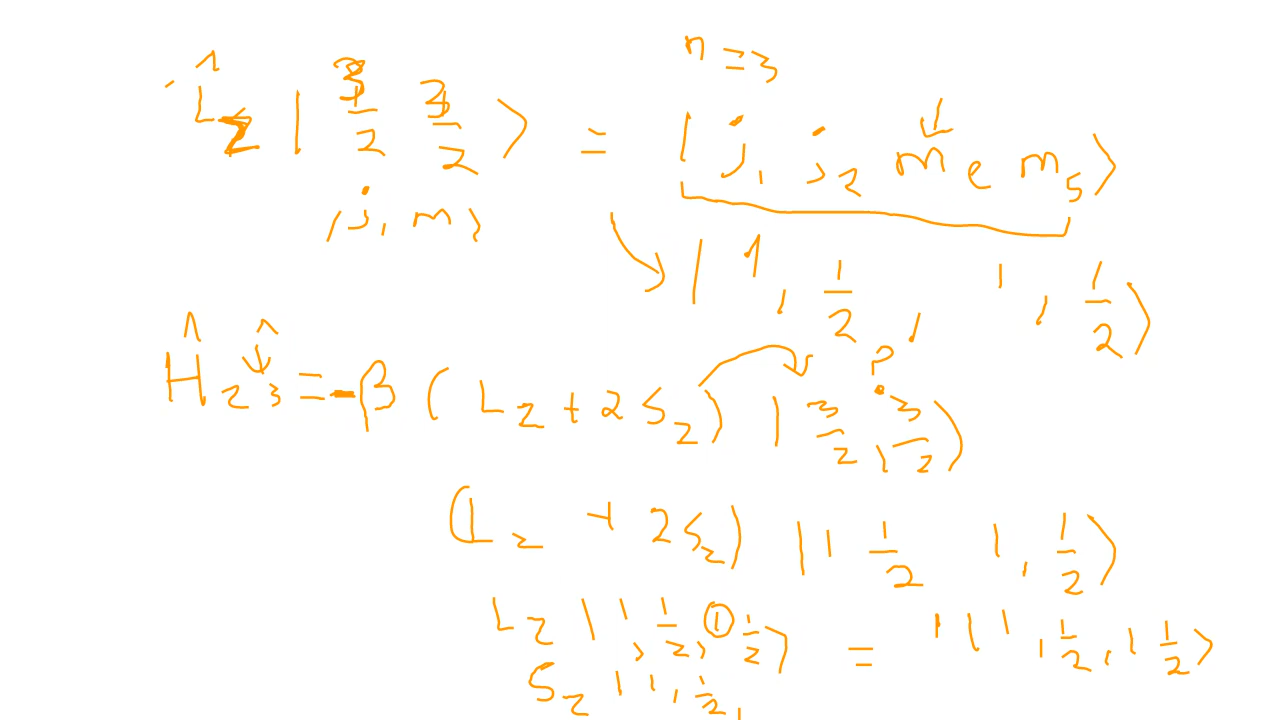 n = 3
L̂z | 3/2 3/2 ⟩ = | j1 j2 mℓ ms ⟩
| j, m ⟩
| 1, 1/2, 1, 1/2 ⟩
Ĥ23 = -β ( Lz + 2Sz ) | 3/2, 3/2 ⟩
( Lz + 2Sz ) | 1 1/2 1, 1/2 ⟩
Lz | 1, 1/2, 1 1/2 ⟩ = 1 | 1, 1/2, 1 1/2 ⟩
Sz | 1, 1/2,